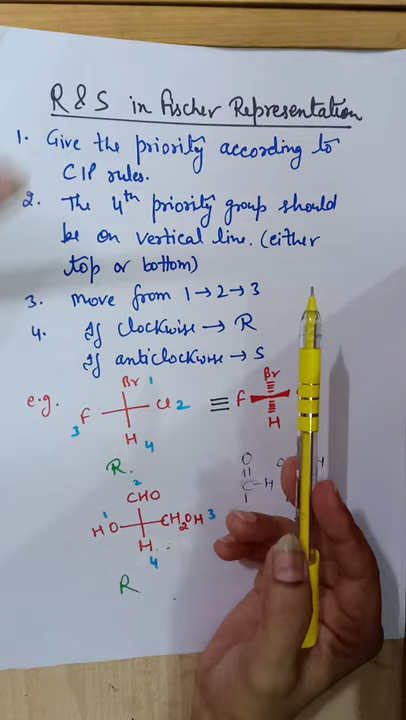 R & S in Fischer Representation
1. Give the priority according to
CIP rules.
2. The 4th priority group should
be on vertical line. (either
top or bottom)
3. Move from 1→2→3
4. If clockwise → R
If anticlockwise → S
e.g.
Br 1
F 3
Cl 2
H 4
≡
Br
F
H
R.
2
CHO
1
HO
CH2OH 3
H
4
R
O
C-H